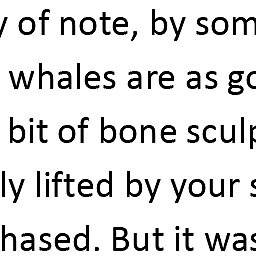 y of note, by som
whales are as go
bit of bone sculp
ly lifted by your s
hased. But it was